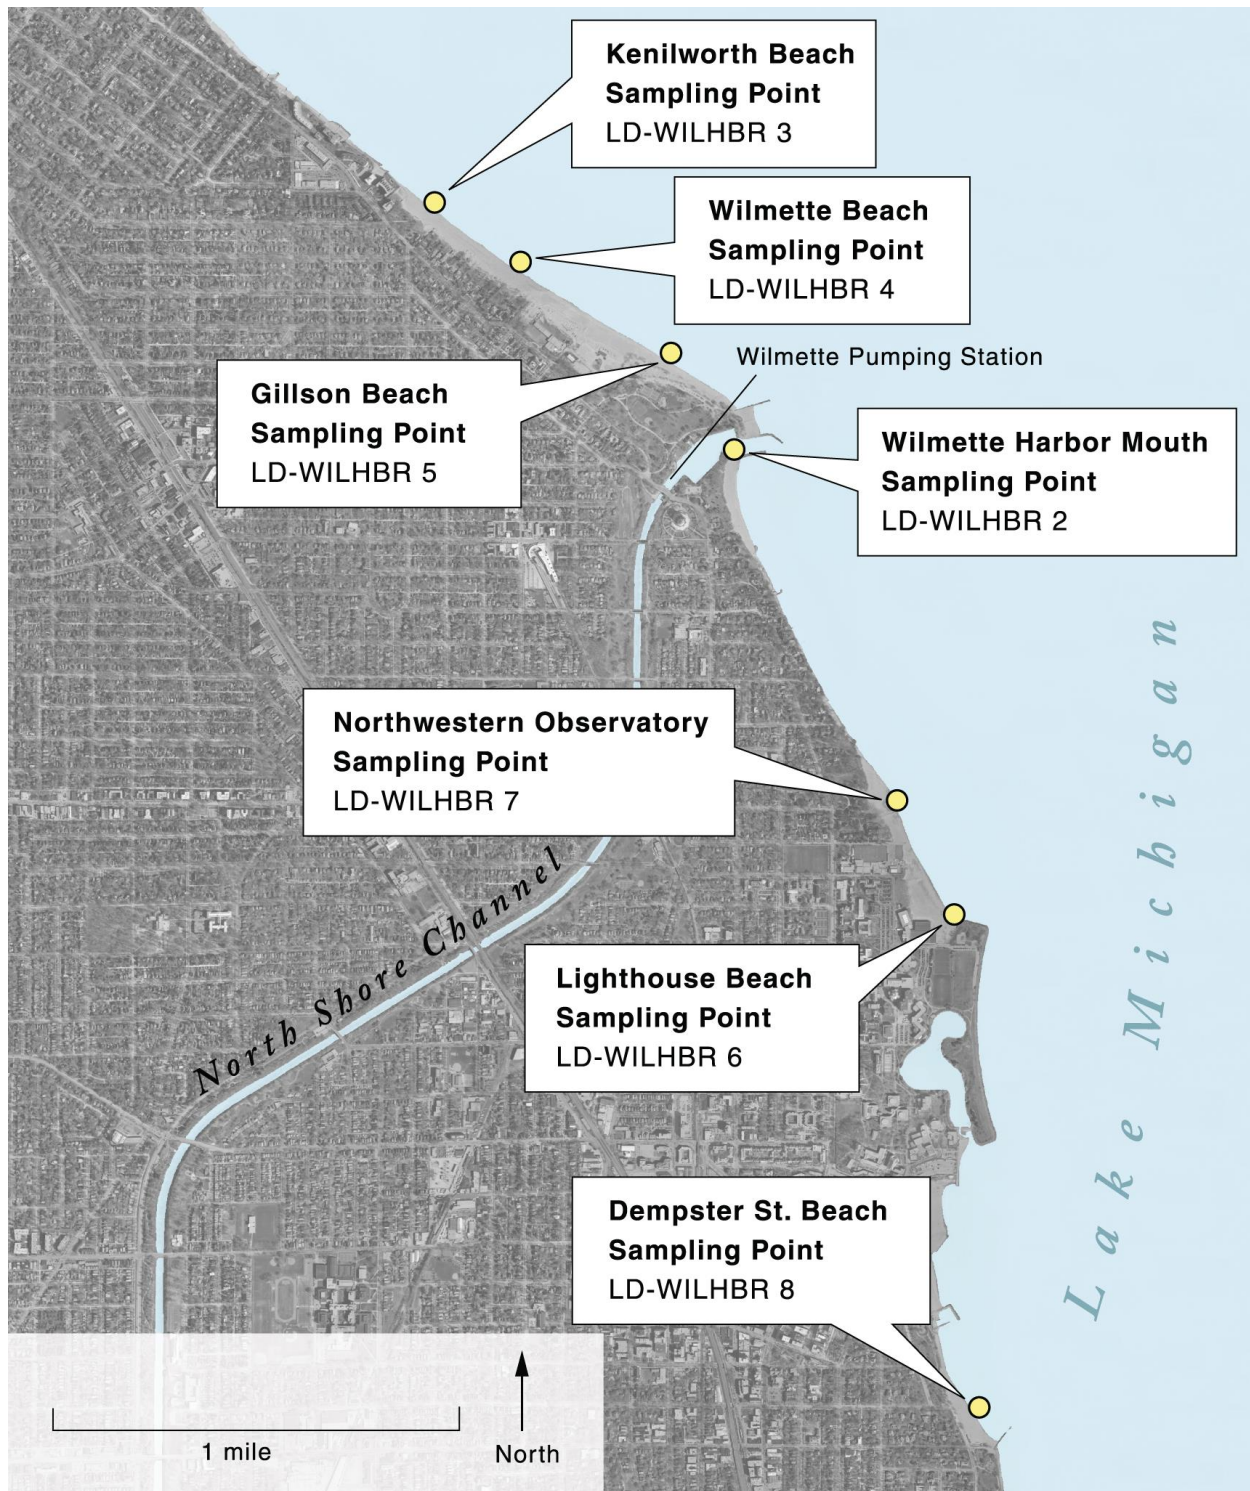 Kenilworth Beach
Sampling Point
LD-WILHBR 3
Wilmette Beach
Sampling Point
LD-WILHBR 4
Wilmette Pumping Station
Gillson Beach
Sampling Point
LD-WILHBR 5
Wilmette Harbor Mouth
Sampling Point
LD-WILHBR 2
Northwestern Observatory
Sampling Point
LD-WILHBR 7
Lake Michigan
North Shore Channel
Lighthouse Beach
Sampling Point
LD-WILHBR 6
Dempster St. Beach
Sampling Point
LD-WILHBR 8
1 mile
North